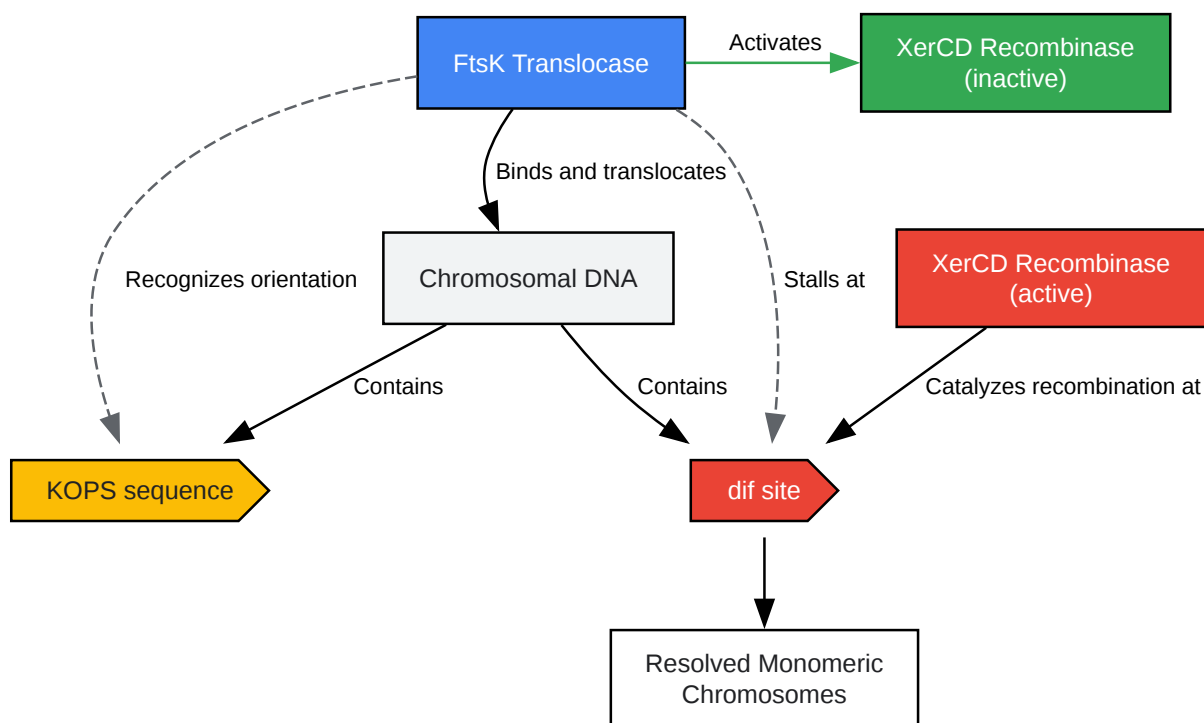 FtsK Translocase
Activates
XerCD Recombinase
(inactive)
Binds and translocates
Recognizes orientation
Chromosomal DNA
Stalls at
XerCD Recombinase
(active)
Contains
Contains
Catalyzes recombination at
KOPS sequence
dif site
Resolved Monomeric
Chromosomes